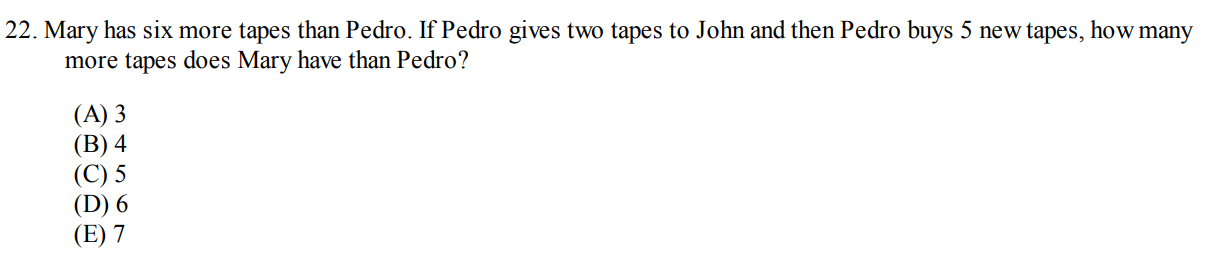 22. Mary has six more tapes than Pedro. If Pedro gives two tapes to John and then Pedro buys 5 new tapes, how many
more tapes does Mary have than Pedro?
(A) 3
(B) 4
(C) 5
(D) 6
(E) 7